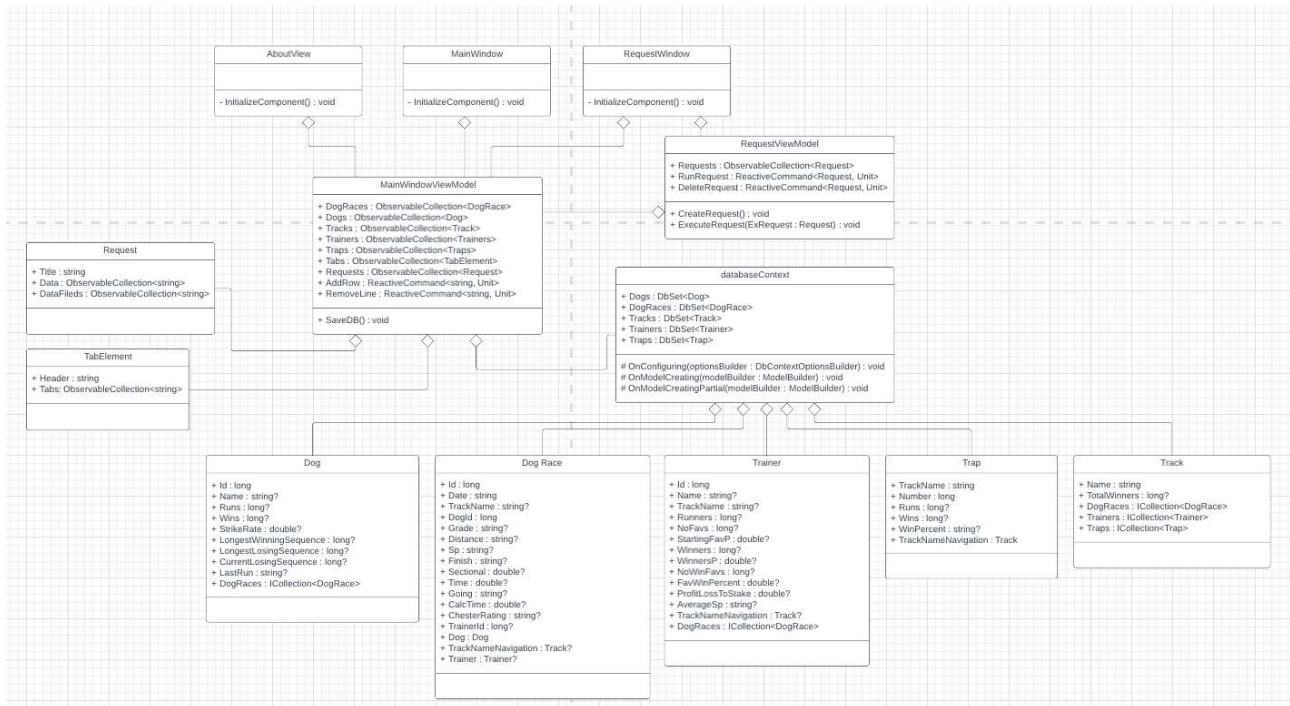 AboutView
- InitializeComponent() : void
MainWindow
- InitializeComponent() : void
RequestWindow
- InitializeComponent() : void
RequestViewModel
+ Requests : ObservableCollection<Request>
+ RunRequest : ReactiveCommand<Request, Unit>
+ DeleteRequest : ReactiveCommand<Request, Unit>
+ CreateRequest() : void
+ ExecuteRequest(ExRequest : Request) : void
MainWindowViewModel
+ DogRaces : ObservableCollection<DogRace>
+ Dogs : ObservableCollection<Dog>
+ Tracks : ObservableCollection<Track>
+ Trainers : ObservableCollection<Trainers>
+ Traps : ObservableCollection<Traps>
+ Tabs : ObservableCollection<TabElement>
+ Requests : ObservableCollection<Request>
+ AddRow : ReactiveCommand<string, Unit>
+ RemoveLine : ReactiveCommand<string, Unit>
+ SaveDB() : void
Request
+ Title : string
+ Data : ObservableCollection<string>
+ DataFileds : ObservableCollection<string>
TabElement
+ Header : string
+ Tabs: ObservableCollection<string>
databaseContext
+ Dogs : DbSet<Dog>
+ DogRaces : DbSet<DogRace>
+ Tracks : DbSet<Track>
+ Trainers : DbSet<Trainer>
+ Traps : DbSet<Trap>
# OnConfiguring(optionsBuilder : DbContextOptionsBuilder) : void
# OnModelCreating(modelBuilder : ModelBuilder) : void
# OnModelCreatingPartial(modelBuilder : ModelBuilder) : void
Dog
+ Id : long
+ Name : string?
+ Runs : long?
+ Wins : long?
+ StrikeRate : double?
+ LongestWinningSequence : long?
+ LongestLosingSequence : long?
+ CurrentLosingSequence : long?
+ LastRun : string?
+ DogRaces : ICollection<DogRace>
Dog Race
+ Id : long
+ Date : string
+ TrackName : string?
+ DogId : long
+ Grade : string?
+ Distance : string?
+ Sp : string?
+ Finish : string?
+ Sectional : double?
+ Time : double?
+ Going : string?
+ CalcTime : double?
+ ChesterRating : string?
+ TrainerId : long?
+ Dog : Dog
+ TrackNameNavigation : Track?
+ Trainer : Trainer?
Trainer
+ Id : long
+ Name : string?
+ TrackName : string?
+ Runners : long?
+ NoFavs : long?
+ StartingFavP : double?
+ Winners : long?
+ WinnersP : double?
+ NoWinFavs : long?
+ FavWinPercent : double?
+ ProfitLossToStake : double?
+ AverageSp : string?
+ TrackNameNavigation : Track?
+ DogRaces : ICollection<DogRace>
Trap
+ TrackName : string
+ Number : long
+ Runs : long?
+ Wins : long?
+ WinPercent : string?
+ TrackNameNavigation : Track
Track
+ Name : string
+ TotalWinners : long?
+ DogRaces : ICollection<DogRace>
+ Trainers : ICollection<Trainer>
+ Traps : ICollection<Trap>